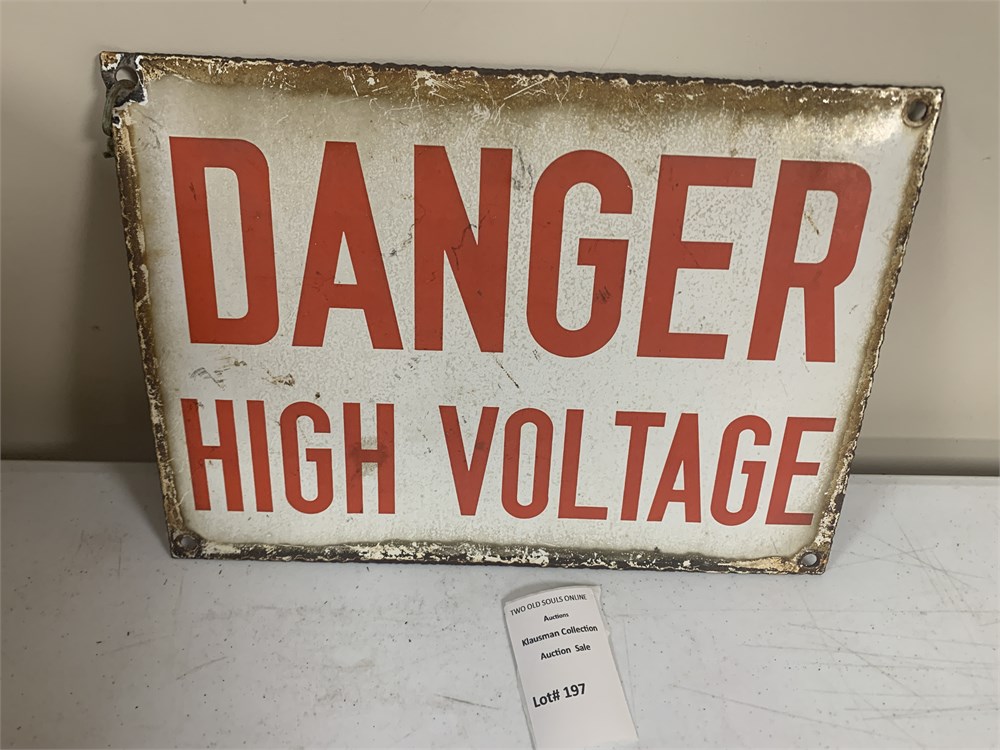 DANGER
HIGH VOLTAGE
TWO OLD SOULS ONLINE
Auctions
Klausman Collection
Auction Sale
Lot# 197